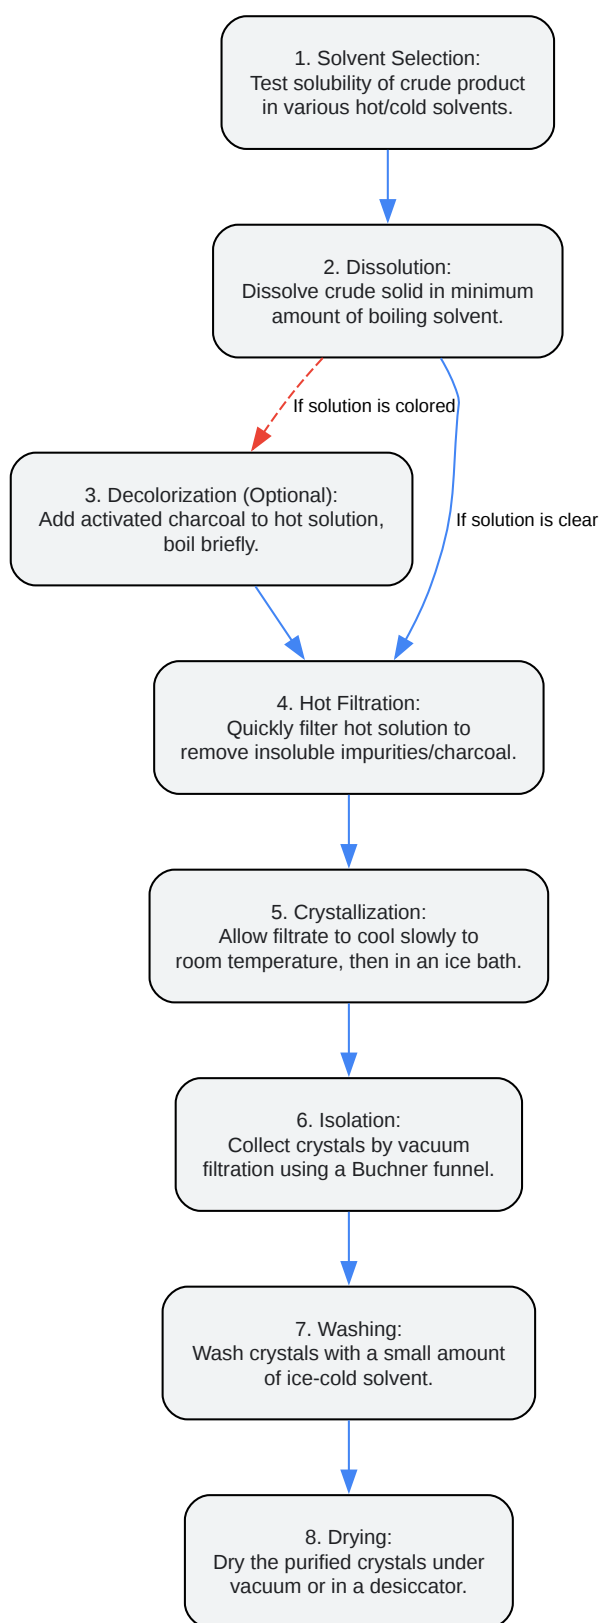 1. Solvent Selection:
Test solubility of crude product
in various hot/cold solvents.
2. Dissolution:
Dissolve crude solid in minimum
amount of boiling solvent.
If solution is colored
3. Decolorization (Optional):
Add activated charcoal to hot solution,
boil briefly.
If solution is clear
4. Hot Filtration:
Quickly filter hot solution to
remove insoluble impurities/charcoal.
5. Crystallization:
Allow filtrate to cool slowly to
room temperature, then in an ice bath.
6. Isolation:
Collect crystals by vacuum
filtration using a Buchner funnel.
7. Washing:
Wash crystals with a small amount
of ice-cold solvent.
8. Drying:
Dry the purified crystals under
vacuum or in a desiccator.